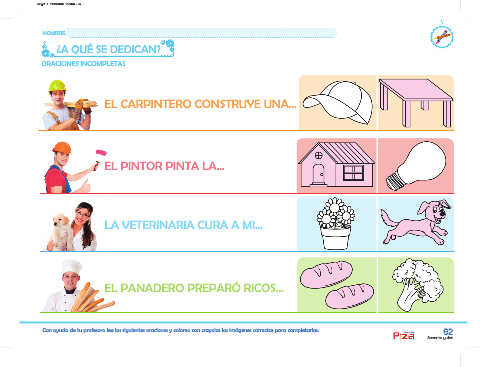 NOMBRE:
¿A QUÉ SE DEDICAN?
ORACIONES INCOMPLETAS
EL CARPINTERO CONSTRUYE UNA...
EL PINTOR PINTA LA...
LA VETERINARIA CURA A MI...
EL PANADERO PREPARÓ RICOS...
Con ayuda de tu profesora lee las siguientes oraciones y colorea con crayolas las imágenes correctas para completarlas.
62